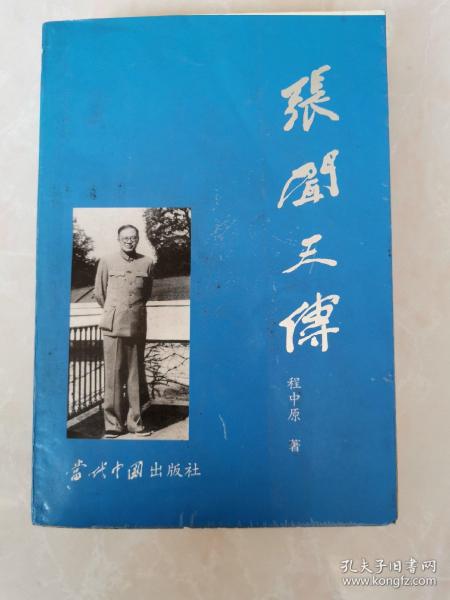 張聞天傳
程中原 著
當代中國出版社
孔夫子旧书网
www.kongfz.com